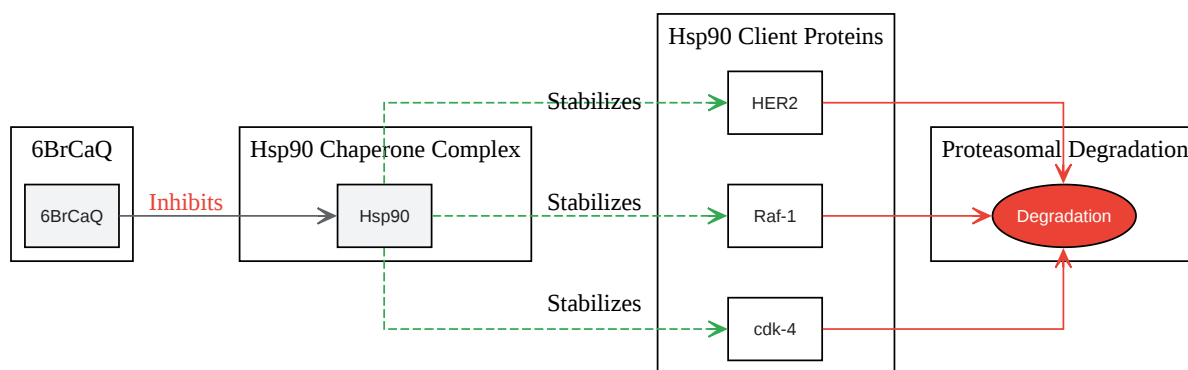 Hsp90 Client Proteins
Stabilizes
HER2
6BrCaQ
Hsp90 Chaperone Complex
Proteasomal Degradation
6BrCaQ
Inhibits
Hsp90
Stabilizes
Raf-1
Degradation
Stabilizes
cdk-4